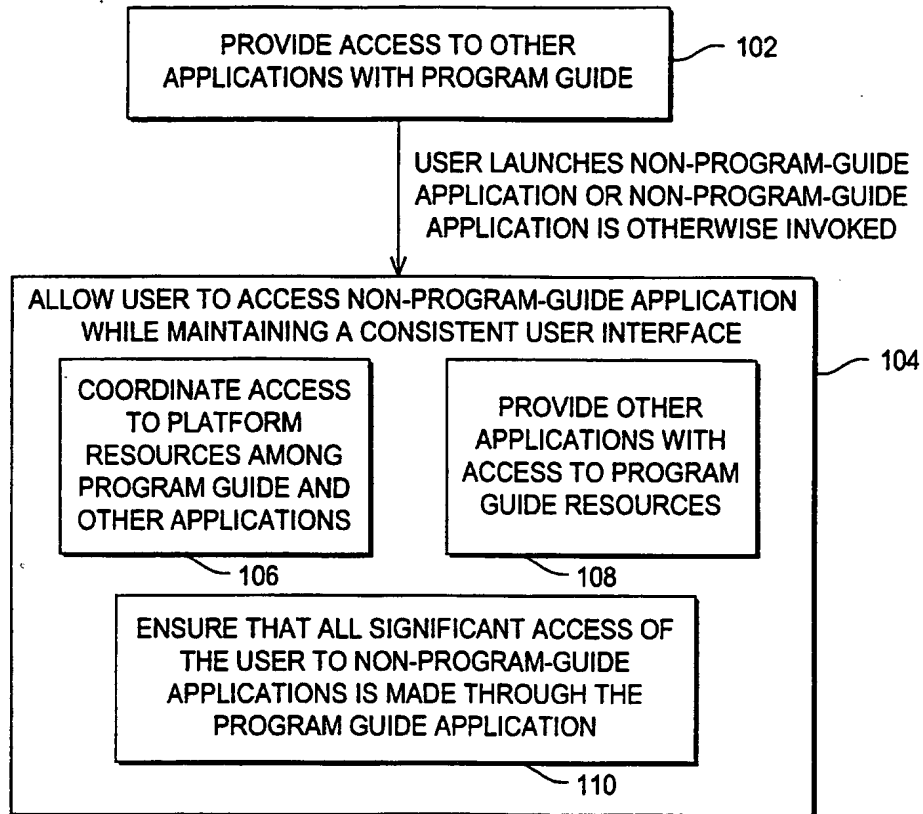 PROVIDE ACCESS TO OTHER
APPLICATIONS WITH PROGRAM GUIDE
102
USER LAUNCHES NON-PROGRAM-GUIDE
APPLICATION OR NON-PROGRAM-GUIDE
APPLICATION IS OTHERWISE INVOKED
ALLOW USER TO ACCESS NON-PROGRAM-GUIDE APPLICATION
WHILE MAINTAINING A CONSISTENT USER INTERFACE
104
COORDINATE ACCESS
TO PLATFORM
RESOURCES AMONG
PROGRAM GUIDE AND
OTHER APPLICATIONS
106
PROVIDE OTHER
APPLICATIONS WITH
ACCESS TO PROGRAM
GUIDE RESOURCES
108
ENSURE THAT ALL SIGNIFICANT ACCESS OF
THE USER TO NON-PROGRAM-GUIDE
APPLICATIONS IS MADE THROUGH THE
PROGRAM GUIDE APPLICATION
110